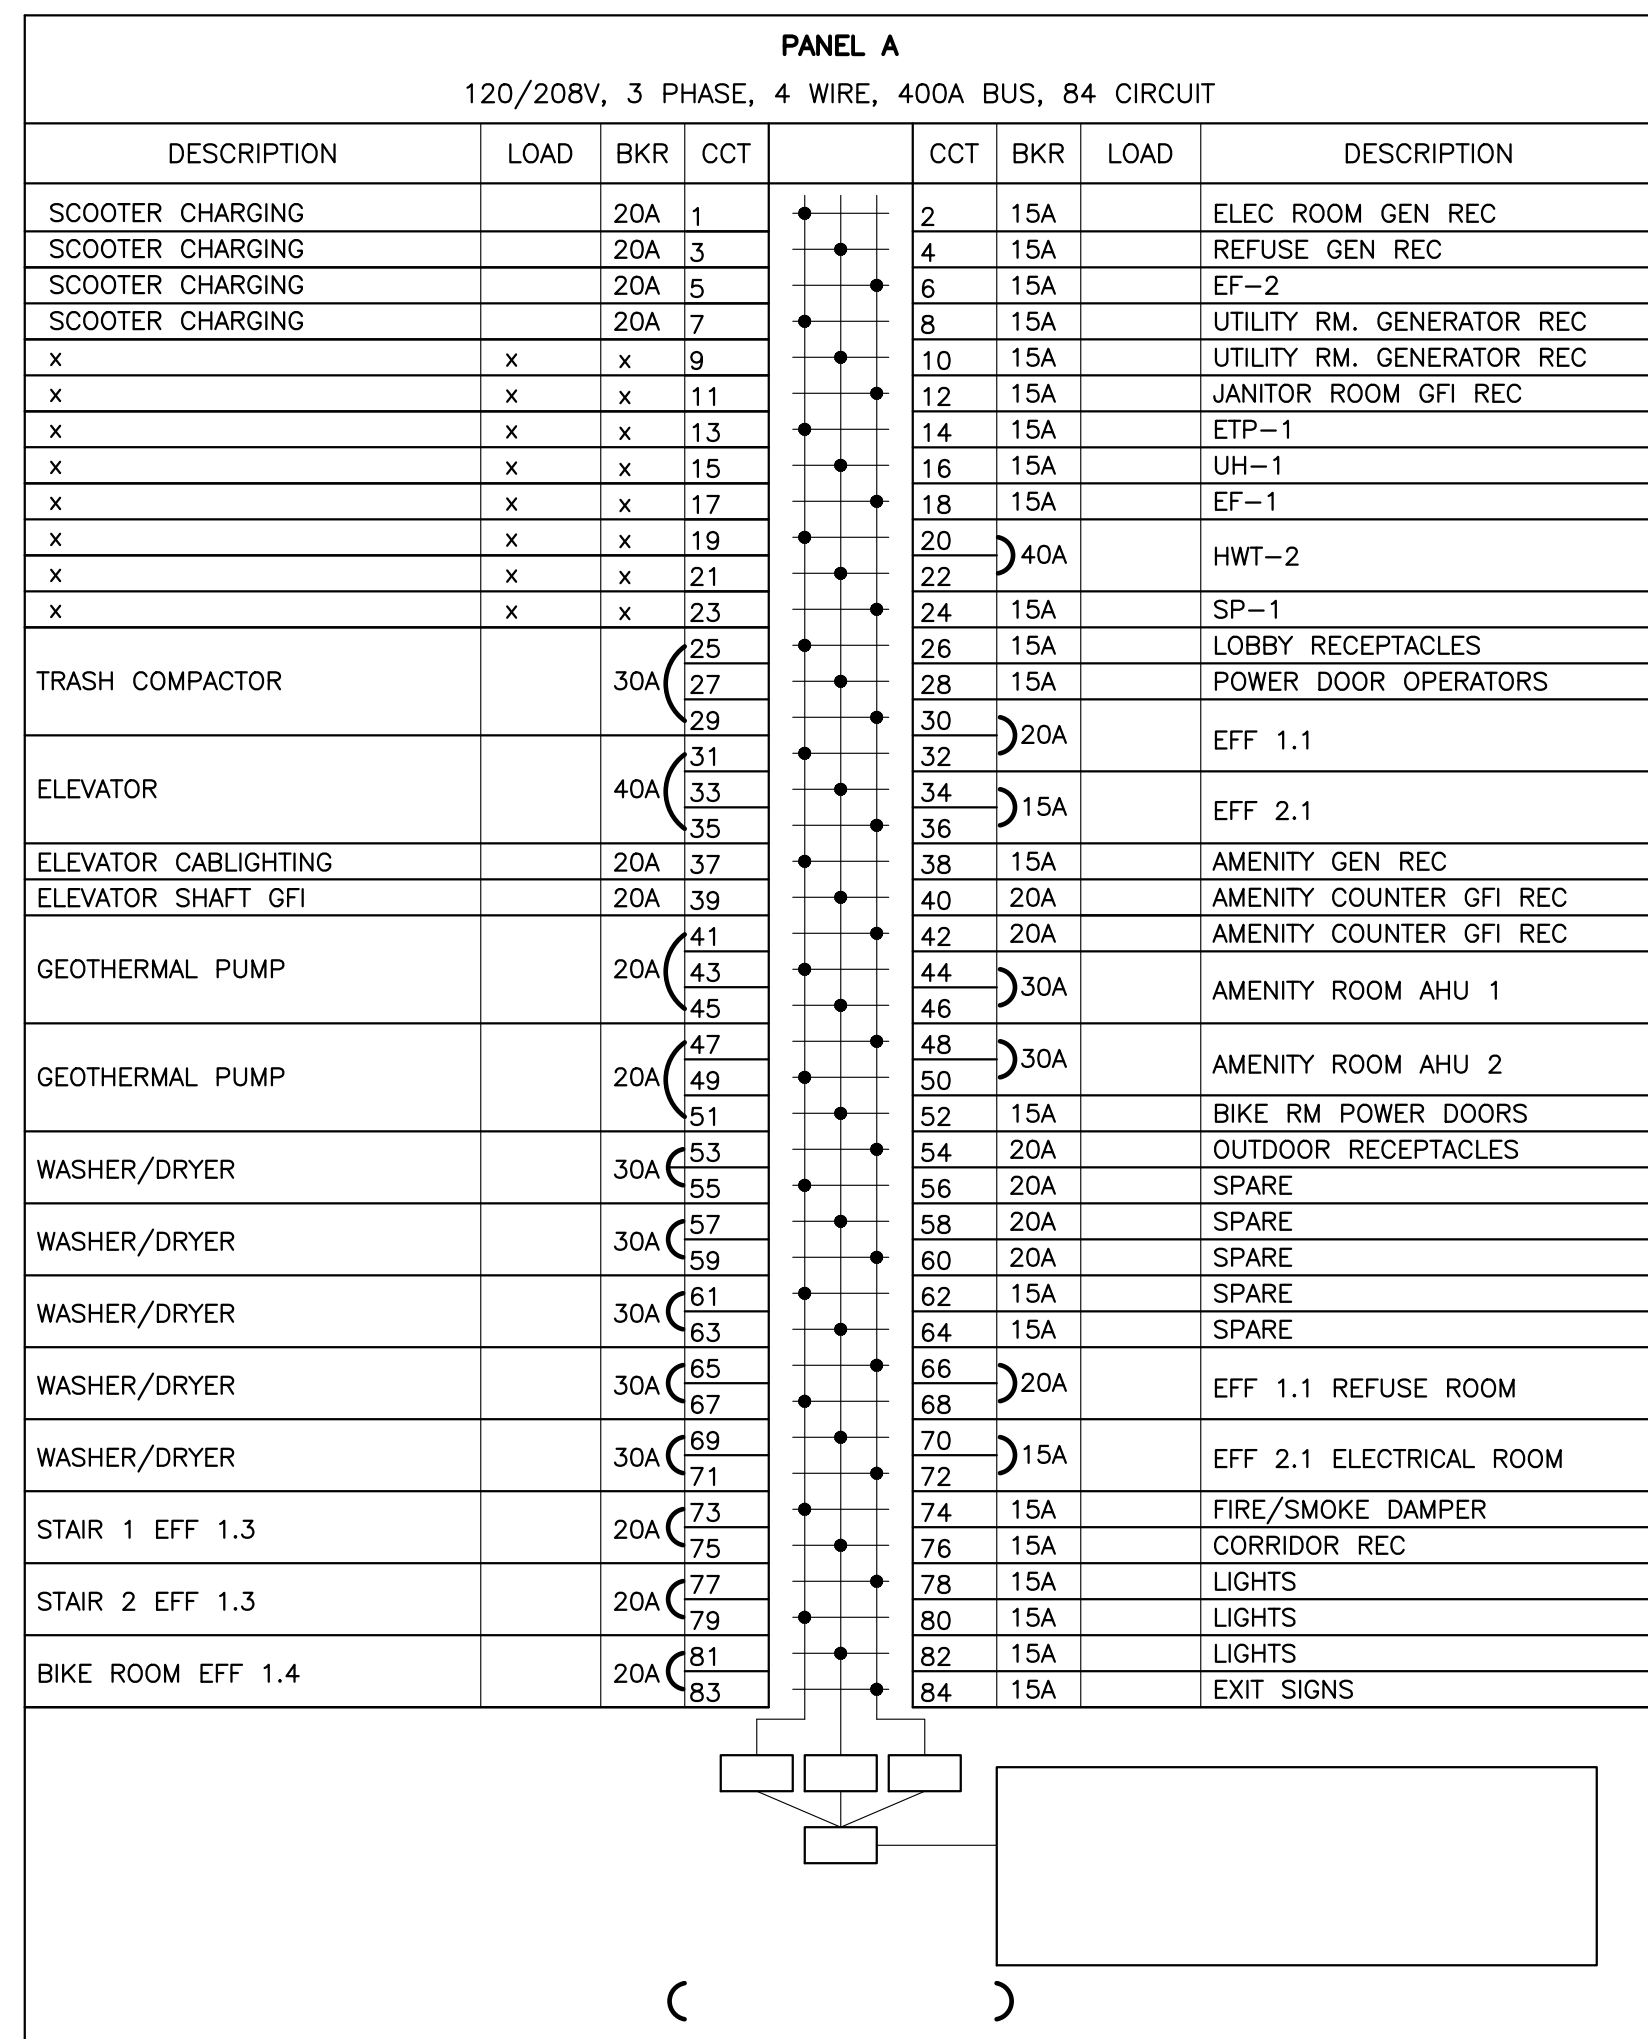 PANEL A
120/208V, 3 PHASE, 4 WIRE, 400A BUS, 84 CIRCUIT
DESCRIPTION LOAD BKR CCT CCT BKR LOAD DESCRIPTION
SCOOTER CHARGING 20A 1 2 15A ELEC ROOM GEN REC
SCOOTER CHARGING 20A 3 4 15A REFUSE GEN REC
SCOOTER CHARGING 20A 5 6 15A EF-2
SCOOTER CHARGING 20A 7 8 15A UTILITY RM. GENERATOR REC
x x x 9 10 15A UTILITY RM. GENERATOR REC
x x x 11 12 15A JANITOR ROOM GFI REC
x x x 13 14 15A ETP-1
x x x 15 16 15A UH-1
x x x 17 18 15A EF-1
x x x 19 20
40A HWT-2
x x x 21 22
x x x 23 24 15A SP-1
25 26 15A LOBBY RECEPTACLES
TRASH COMPACTOR 30A 27 28 15A POWER DOOR OPERATORS
29 30
20A EFF 1.1
31 32
ELEVATOR 40A 33 34
15A EFF 2.1
35 36
ELEVATOR CABLIGHTING 20A 37 38 15A AMENITY GEN REC
ELEVATOR SHAFT GFI 20A 39 40 20A AMENITY COUNTER GFI REC
41 42 20A AMENITY COUNTER GFI REC
GEOTHERMAL PUMP 20A 43 44
30A AMENITY ROOM AHU 1
45 46
47 48
30A AMENITY ROOM AHU 2
GEOTHERMAL PUMP 20A 49 50
51 52 15A BIKE RM POWER DOORS
53 54 20A OUTDOOR RECEPTACLES
WASHER/DRYER 30A
55 56 20A SPARE
57 58 20A SPARE
WASHER/DRYER 30A
59 60 20A SPARE
61 62 15A SPARE
WASHER/DRYER 30A
63 64 15A SPARE
65 66
WASHER/DRYER 30A 20A EFF 1.1 REFUSE ROOM
67 68
69 70
WASHER/DRYER 30A 15A EFF 2.1 ELECTRICAL ROOM
71 72
73 74 15A FIRE/SMOKE DAMPER
STAIR 1 EFF 1.3 20A
75 76 15A CORRIDOR REC
77 78 15A LIGHTS
STAIR 2 EFF 1.3 20A
79 80 15A LIGHTS
81 82 15A LIGHTS
BIKE ROOM EFF 1.4 20A
83 84 15A EXIT SIGNS